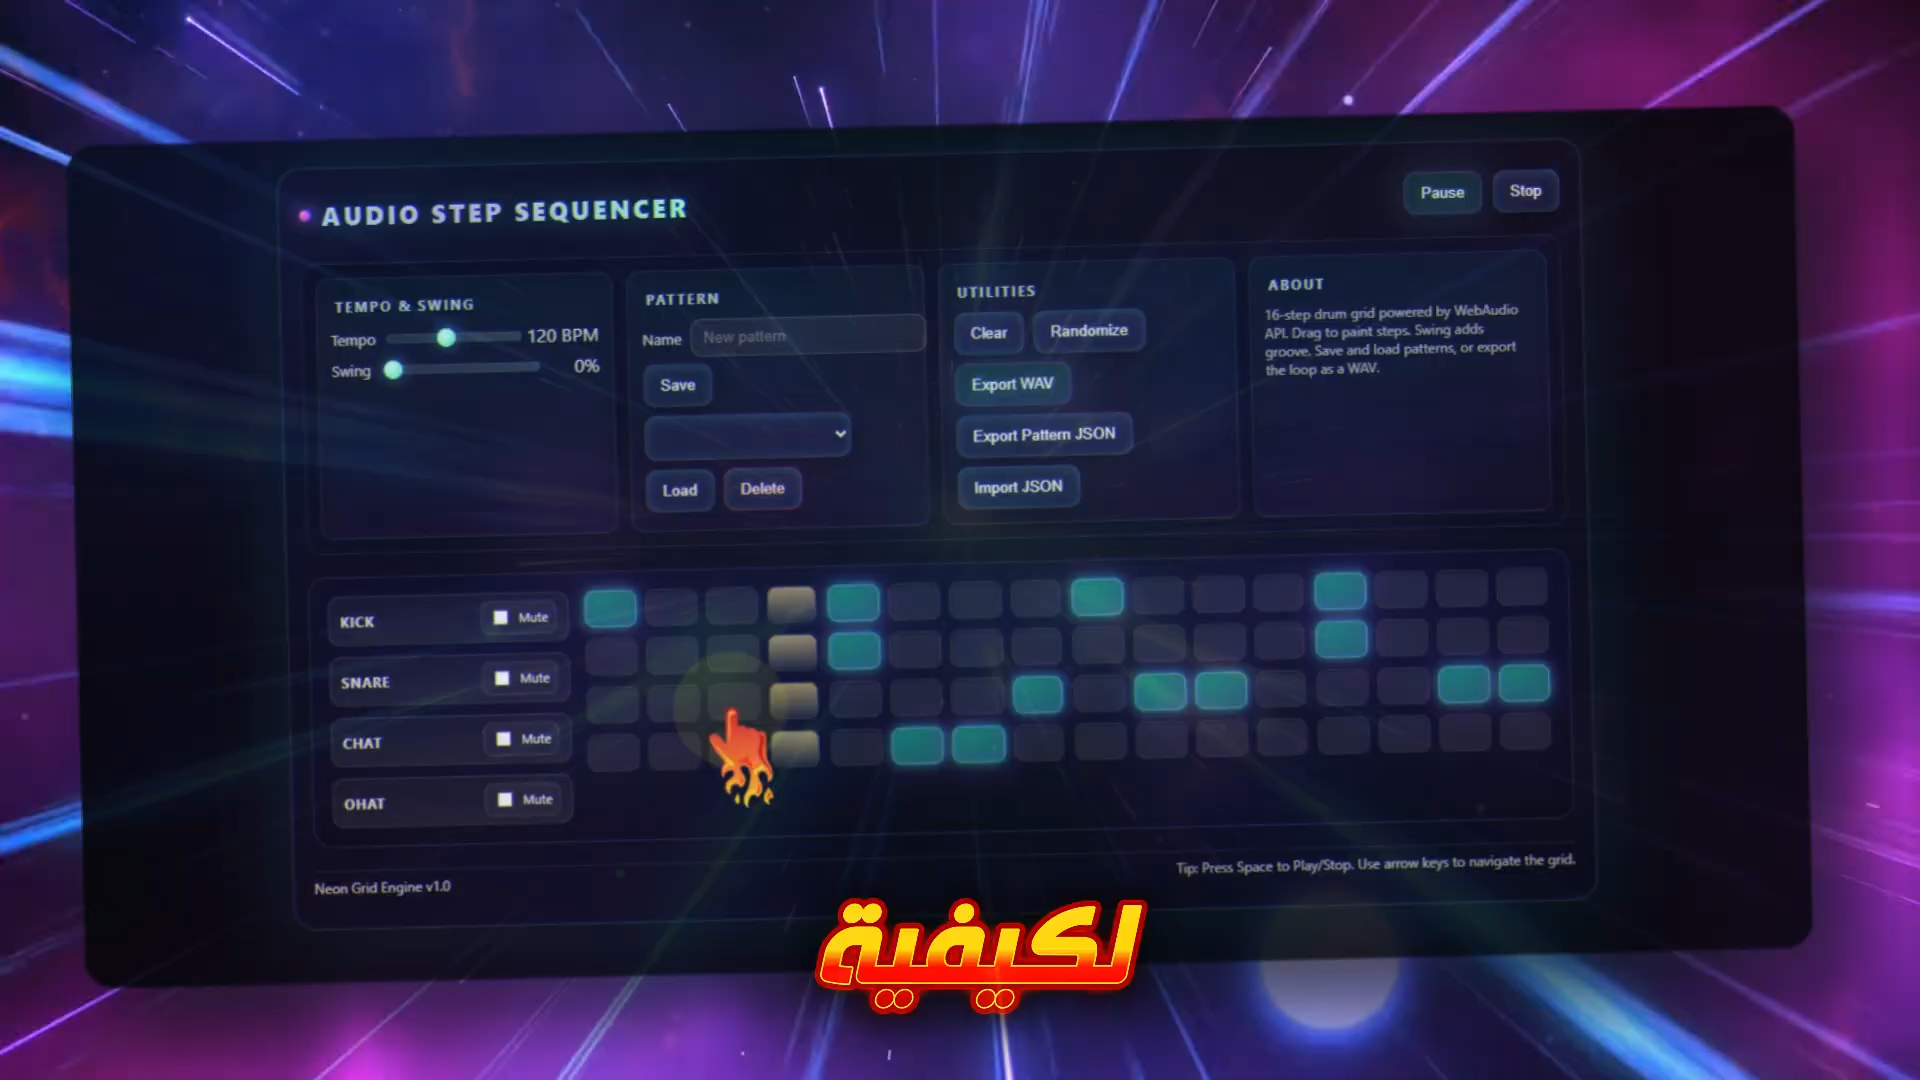 AUDIO STEP SEQUENCER
Pause
Stop
TEMPO & SWING
Tempo
120 BPM
Swing
0%
PATTERN
Name
New pattern
Save
Load
Delete
UTILITIES
Clear
Randomize
Export WAV
Export Pattern JSON
Import JSON
ABOUT
16-step drum grid powered by WebAudio
API. Drag to paint steps. Swing adds
groove. Save and load patterns, or export
the loop as a WAV.
KICK
Mute
SNARE
Mute
CHAT
Mute
OHAT
Mute
Neon Grid Engine v1.0
Tip: Press Space to Play/Stop. Use arrow keys to navigate the grid.
لكيفية